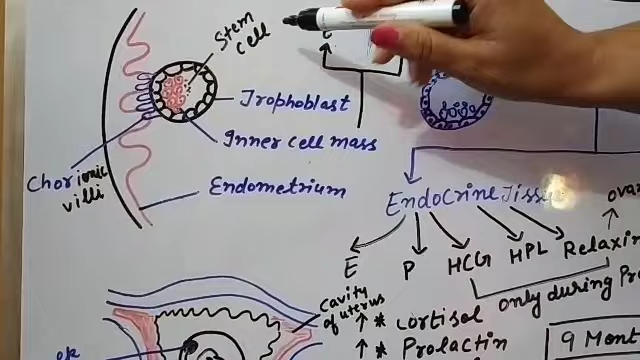 Stem
cell
Trophoblast
Inner cell mass
Chorionic
villi
Endometrium
Endocrine Tissue
E
P
HCG
HPL
Relaxin
only during
cavity
of uterus
↑ * cortisol
↑ * Prolactin
9 Mont